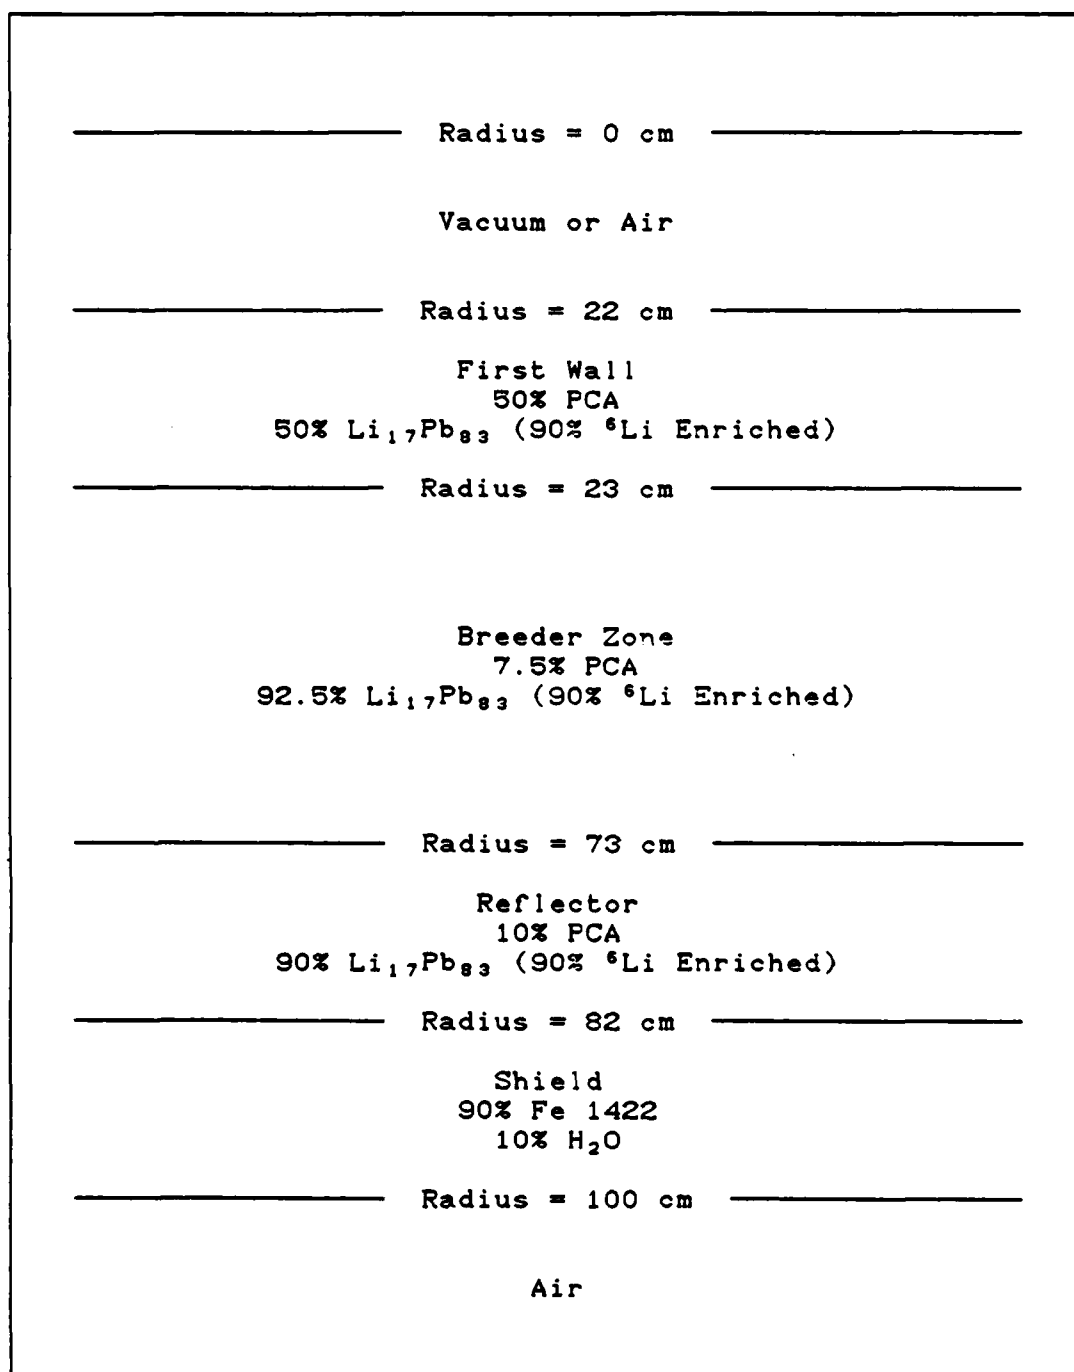 Radius = 0 cm
Vacuum or Air
Radius = 22 cm
First Wall
50% PCA
50% Li₁₇Pb₈₃ (90% ⁶Li Enriched)
Radius = 23 cm
Breeder Zone
7.5% PCA
92.5% Li₁₇Pb₈₃ (90% ⁶Li Enriched)
Radius = 73 cm
Reflector
10% PCA
90% Li₁₇Pb₈₃ (90% ⁶Li Enriched)
Radius = 82 cm
Shield
90% Fe 1422
10% H₂O
Radius = 100 cm
Air